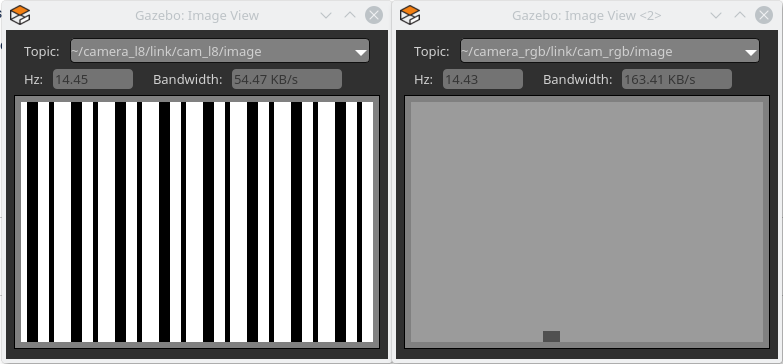 Gazebo: Image View
Topic: ~/camera_l8/link/cam_l8/image
Hz: 14.45 Bandwidth: 54.47 KB/s
Gazebo: Image View <2>
Topic: ~/camera_rgb/link/cam_rgb/image
Hz: 14.43 Bandwidth: 163.41 KB/s